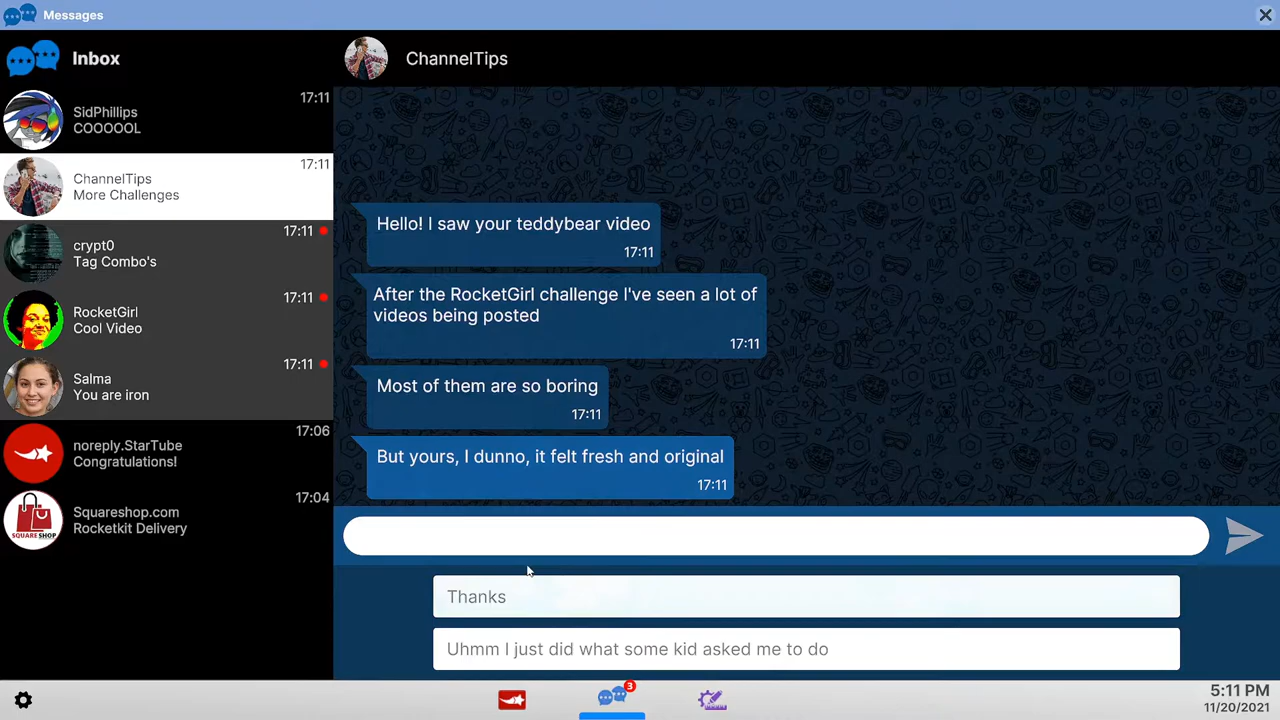 Messages
Inbox
17:11
SidPhillips
COOOOOL
17:11
ChannelTips
More Challenges
17:11
crypt0
Tag Combo's
17:11
RocketGirl
Cool Video
17:11
Salma
You are iron
17:06
noreply.StarTube
Congratulations!
17:04
Squareshop.com
Rocketkit Delivery
SQUARE SHOP
ChannelTips
Hello! I saw your teddybear video
17:11
After the RocketGirl challenge I've seen a lot of
videos being posted
17:11
Most of them are so boring
17:11
But yours, I dunno, it felt fresh and original
17:11
Thanks
Uhmm I just did what some kid asked me to do
3
5:11 PM
11/20/2021